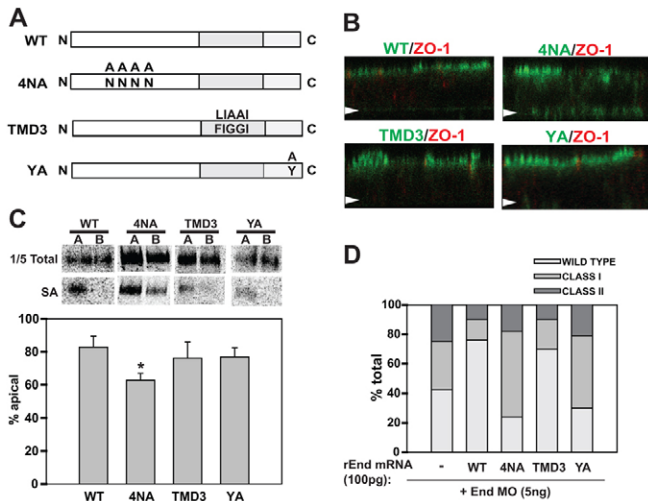 A
WT N C
A A A A
4NA N N N N N C
LIAAI
TMD3 N FIGGI C
A
YA N Y C
B
WT/ZO-1 4NA/ZO-1
TMD3/ZO-1 YA/ZO-1
C
WT 4NA TMD3 YA
A B A B A B A B
1/5 Total
SA
% apical
100
80
60
40
20
0
*
WT 4NA TMD3 YA
D
WILD TYPE
CLASS I
CLASS II
% total
100
80
60
40
20
0
rEnd mRNA - WT 4NA TMD3 YA
(100pg):
+ End MO (5ng)